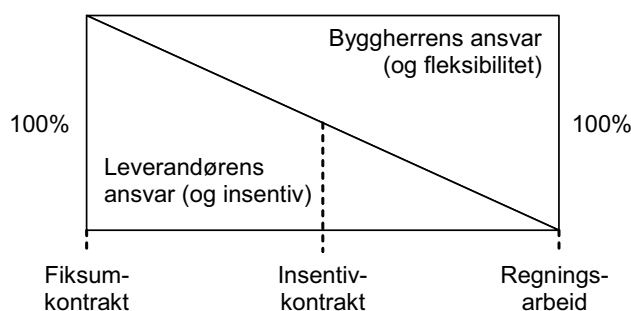 Byggherrens ansvar
(og fleksibilitet)
100%
100%
Leverandørens
ansvar (og insentiv)
Fiksum-
kontrakt
Insentiv-
kontrakt
Regnings-
arbeid